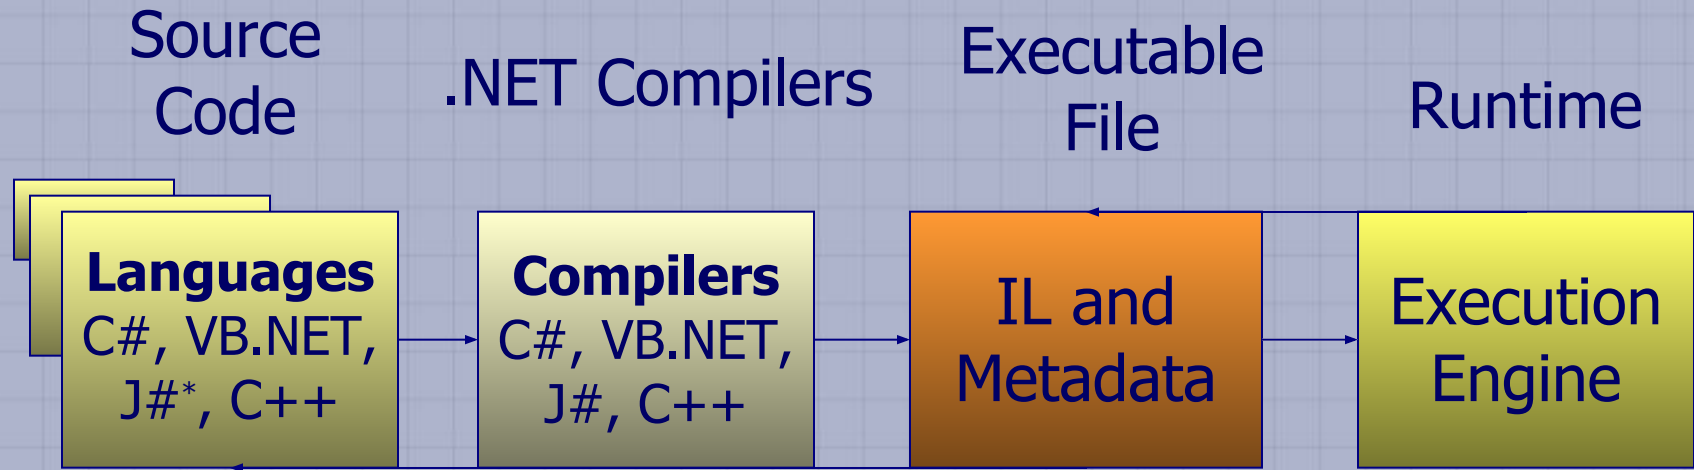 Source
Code
.NET Compilers
Executable
File
Runtime
Languages
C#, VB.NET,
J#*, C++
Compilers
C#, VB.NET,
J#, C++
IL and
Metadata
Execution
Engine